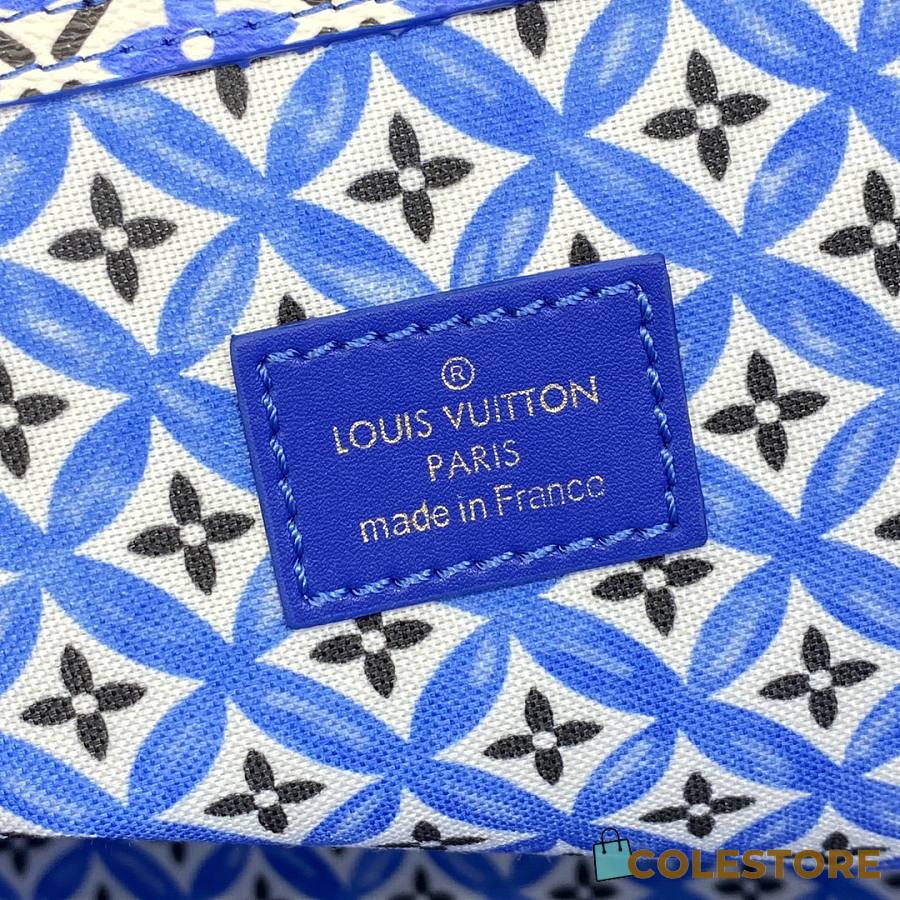 ®
LOUIS VUITTON
PARIS
made in France
COLESTORE